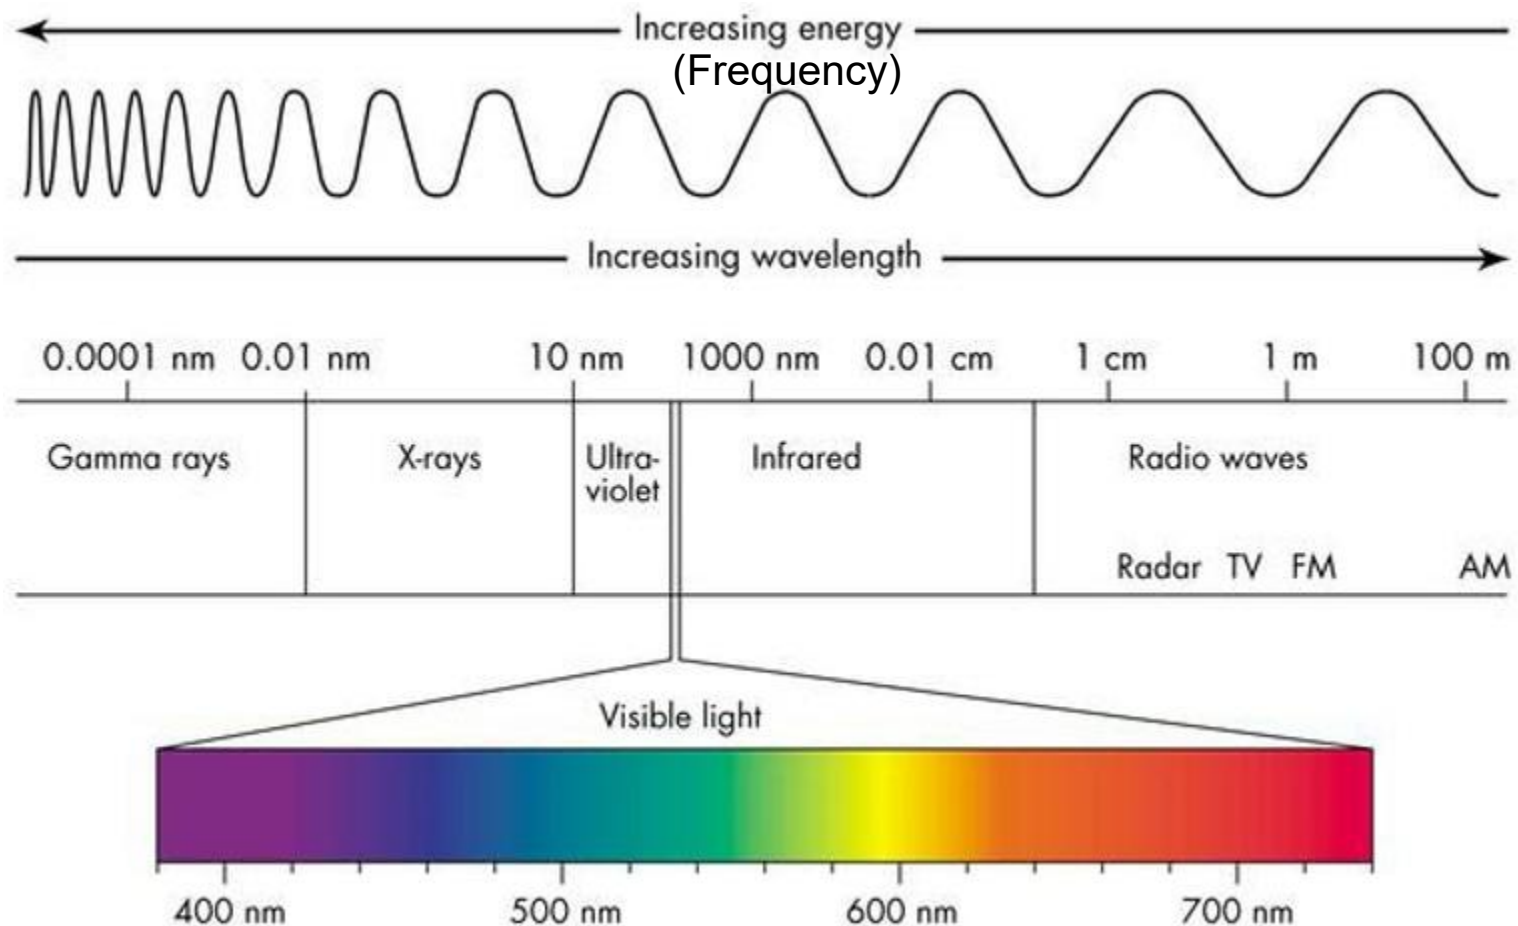 Increasing energy
(Frequency)
Increasing wavelength
0.0001 nm 0.01 nm 10 nm 1000 nm 0.01 cm 1 cm 1 m 100 m
Gamma rays X-rays Ultra- Infrared Radio waves
violet
Radar TV FM AM
Visible light
400 nm 500 nm 600 nm 700 nm